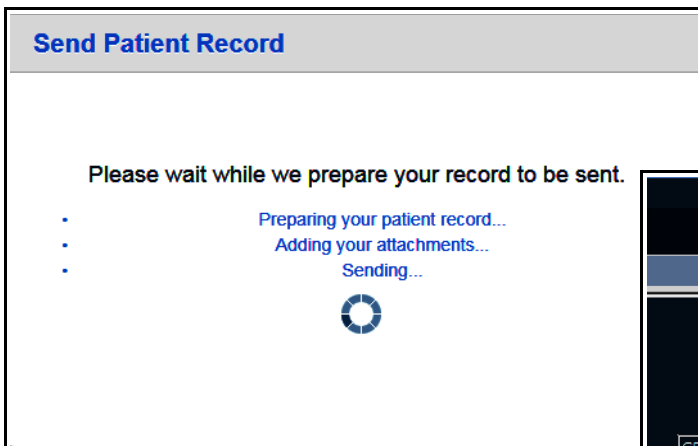 Send Patient Record
Please wait while we prepare your record to be sent.
• Preparing your patient record...
• Adding your attachments...
• Sending...